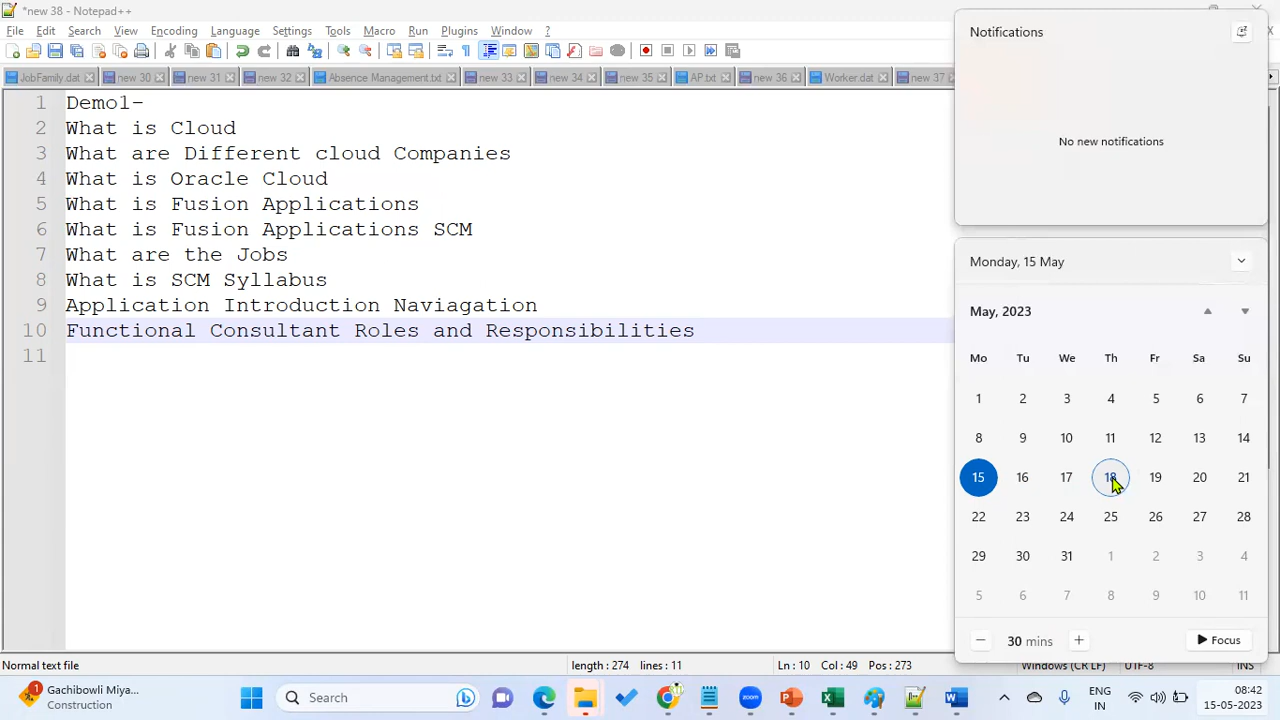 *new 38 - Notepad++
File Edit Search View Encoding Language Settings Tools Macro Run Plugins Window ?
JobFamily.dat new 30 new 31 new 32 Absence Management.txt new 33 new 34 new 35 AP.txt new 36 Worker.dat new 37
1 Demo1-
2 What is Cloud
3 What are Different cloud Companies
4 What is Oracle Cloud
5 What is Fusion Applications
6 What is Fusion Applications SCM
7 What are the Jobs
8 What is SCM Syllabus
9 Application Introduction Naviagation
10 Functional Consultant Roles and Responsibilities
11
Notifications
No new notifications
Monday, 15 May
May, 2023
Mo Tu We Th Fr Sa Su
1 2 3 4 5 6 7
8 9 10 11 12 13 14
15 16 17 18 19 20 21
22 23 24 25 26 27 28
29 30 31 1 2 3 4
5 6 7 8 9 10 11
30 mins Focus
Normal text file length : 274 lines : 11 Ln : 10 Col : 49 Pos : 273 Windows (CR LF) UTF-8 INS
1 Gachibowli Miya...
Construction
Search
zoom
ENG
IN
08:42
15-05-2023